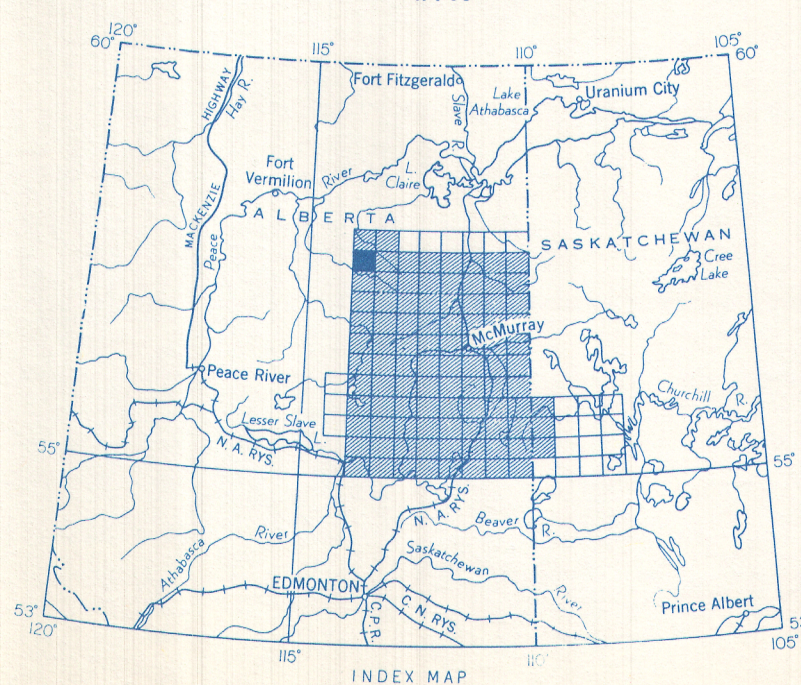 120°
60°
115°
110°
105°
60°
HIGHWAY
Hay R.
Fort Fitzgerald
Slave R.
Lake
Athabasca
Uranium City
Fort
Vermilion
River
L.
Claire
MACKENZIE
Peace
ALBERTA
SASKATCHEWAN
Cree
Lake
McMurray
Peace River
Lesser Slave
L.
Churchill
R.
N. A. RYS.
55°
55°
N. A. RYS.
Beaver
R.
Athabasca
River
Saskatchewan
River
EDMONTON
C. N. RYS.
C.P.R.
Prince Albert
53°
120°
115°
110°
53
105°
INDEX MAP